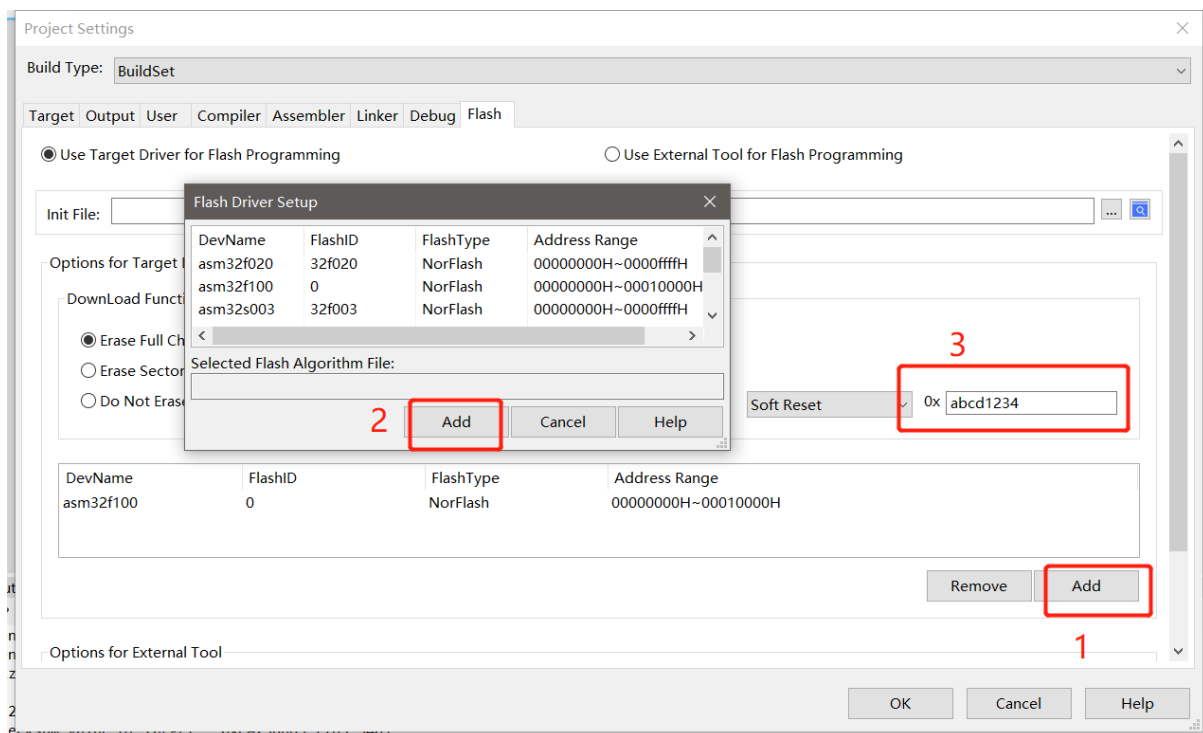 Project Settings
Build Type: BuildSet
Target Output User Compiler Assembler Linker Debug Flash
Use Target Driver for Flash Programming Use External Tool for Flash Programming
Init File: ...
Flash Driver Setup
DevName FlashID FlashType Address Range
asm32f020 32f020 NorFlash 00000000H~0000ffffH
asm32f100 0 NorFlash 00000000H~00010000H
asm32s003 32f003 NorFlash 00000000H~0000ffffH
Selected Flash Algorithm File:
2 Add Cancel Help
Options for Target
DownLoad Functi
Erase Full Ch
Erase Sector
Do Not Erase
3
Soft Reset 0x abcd1234
DevName FlashID FlashType Address Range
asm32f100 0 NorFlash 00000000H~00010000H
Remove Add
1
Options for External Tool
OK Cancel Help